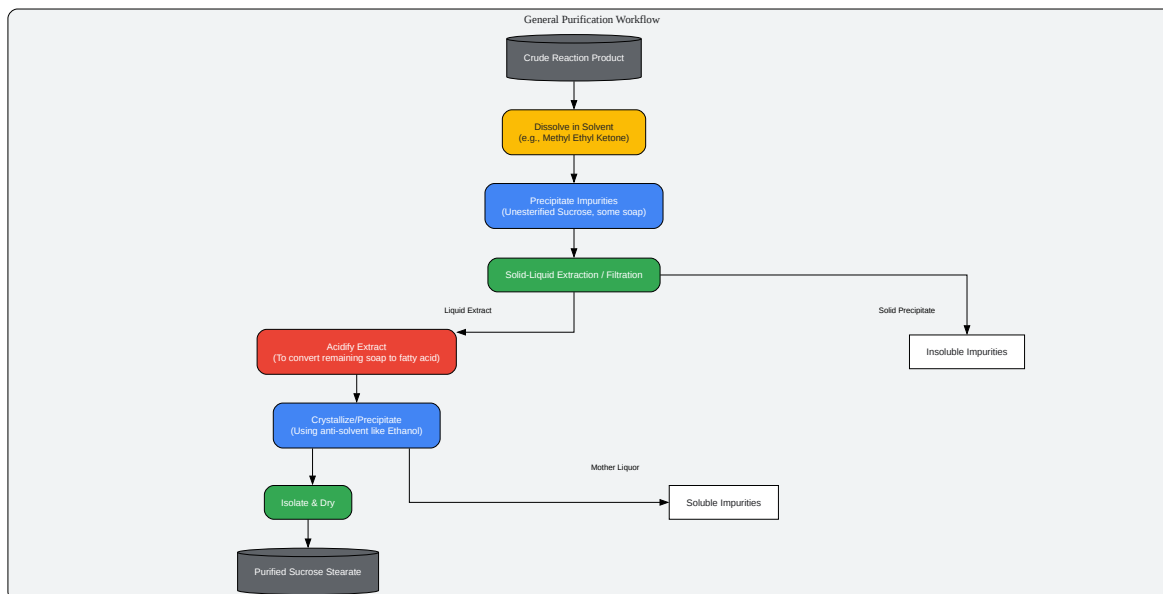 General Purification Workflow
Crude Reaction Product
Dissolve in Solvent
(e.g., Methyl Ethyl Ketone)
Precipitate Impurities
(Unesterified Sucrose, some soap)
Solid-Liquid Extraction / Filtration
Liquid Extract
Solid Precipitate
Acidify Extract
(To convert remaining soap to fatty acid)
Insoluble Impurities
Crystallize/Precipitate
(Using anti-solvent like Ethanol)
Mother Liquor
Isolate & Dry
Soluble Impurities
Purified Sucrose Stearate